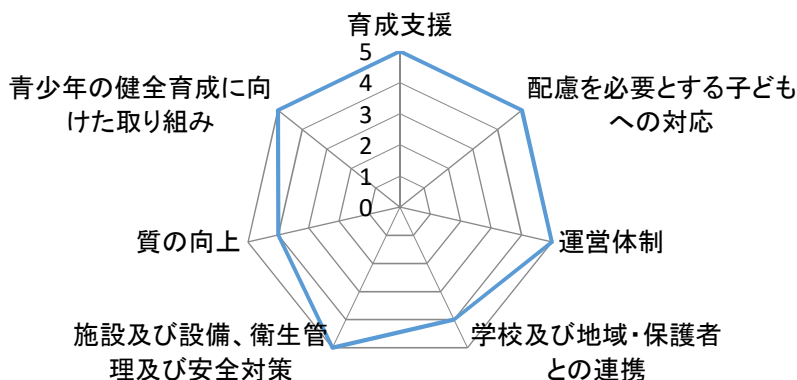 育成支援
5
4
3
2
1
0
配慮を必要とする子ども
への対応
運営体制
学校及び地域・保護者
との連携
施設及び設備、衛生管
理及び安全対策
質の向上
青少年の健全育成に向
けた取り組み